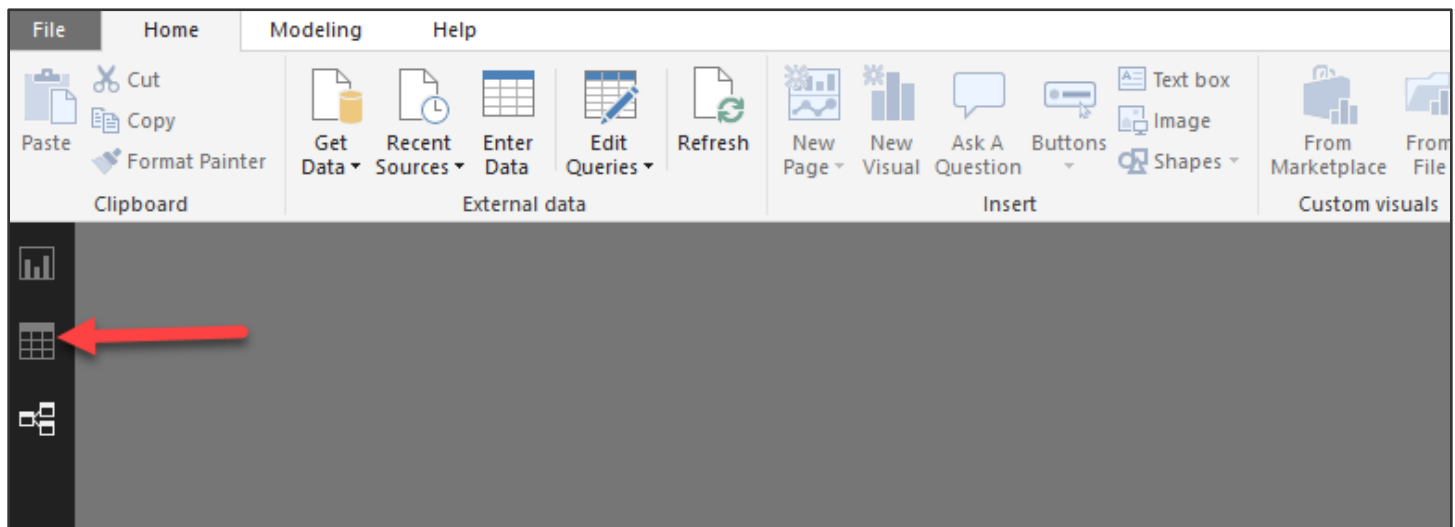 File Home Modeling Help
Paste
Cut
Copy
Format Painter
Clipboard
Get Data
Recent Sources
Enter Data
Edit Queries
Refresh
External data
New Page
New Visual
Ask A Question
Buttons
Text box
Image
Shapes
Insert
From Marketplace
From File
Custom visuals